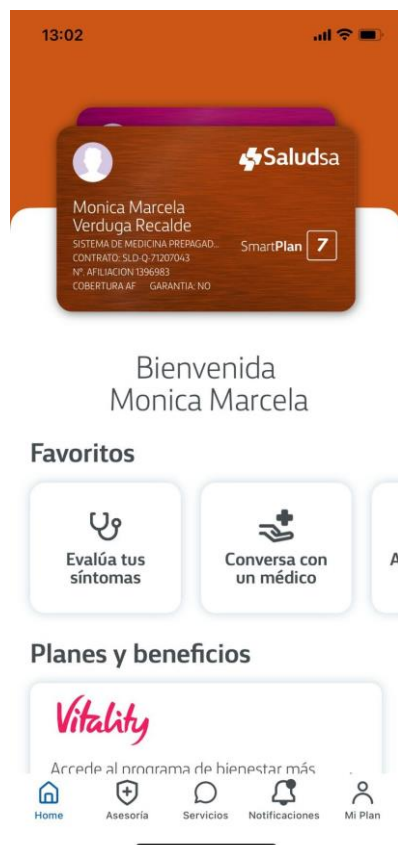 13:02
Saludsa
Monica Marcela
Verduga Recalde
SISTEMA DE MEDICINA PREPAGAD...
CONTRATO: SLD-Q-71207043
Nº. AFILIACION 1396983
COBERTURA AF GARANTIA: NO
SmartPlan 7
Bienvenida
Monica Marcela
Favoritos
Evalúa tus
síntomas
Conversa con
un médico
A
Planes y beneficios
Vitality
Accede al programa de bienestar más
Home Asesoría Servicios Notificaciones Mi Plan